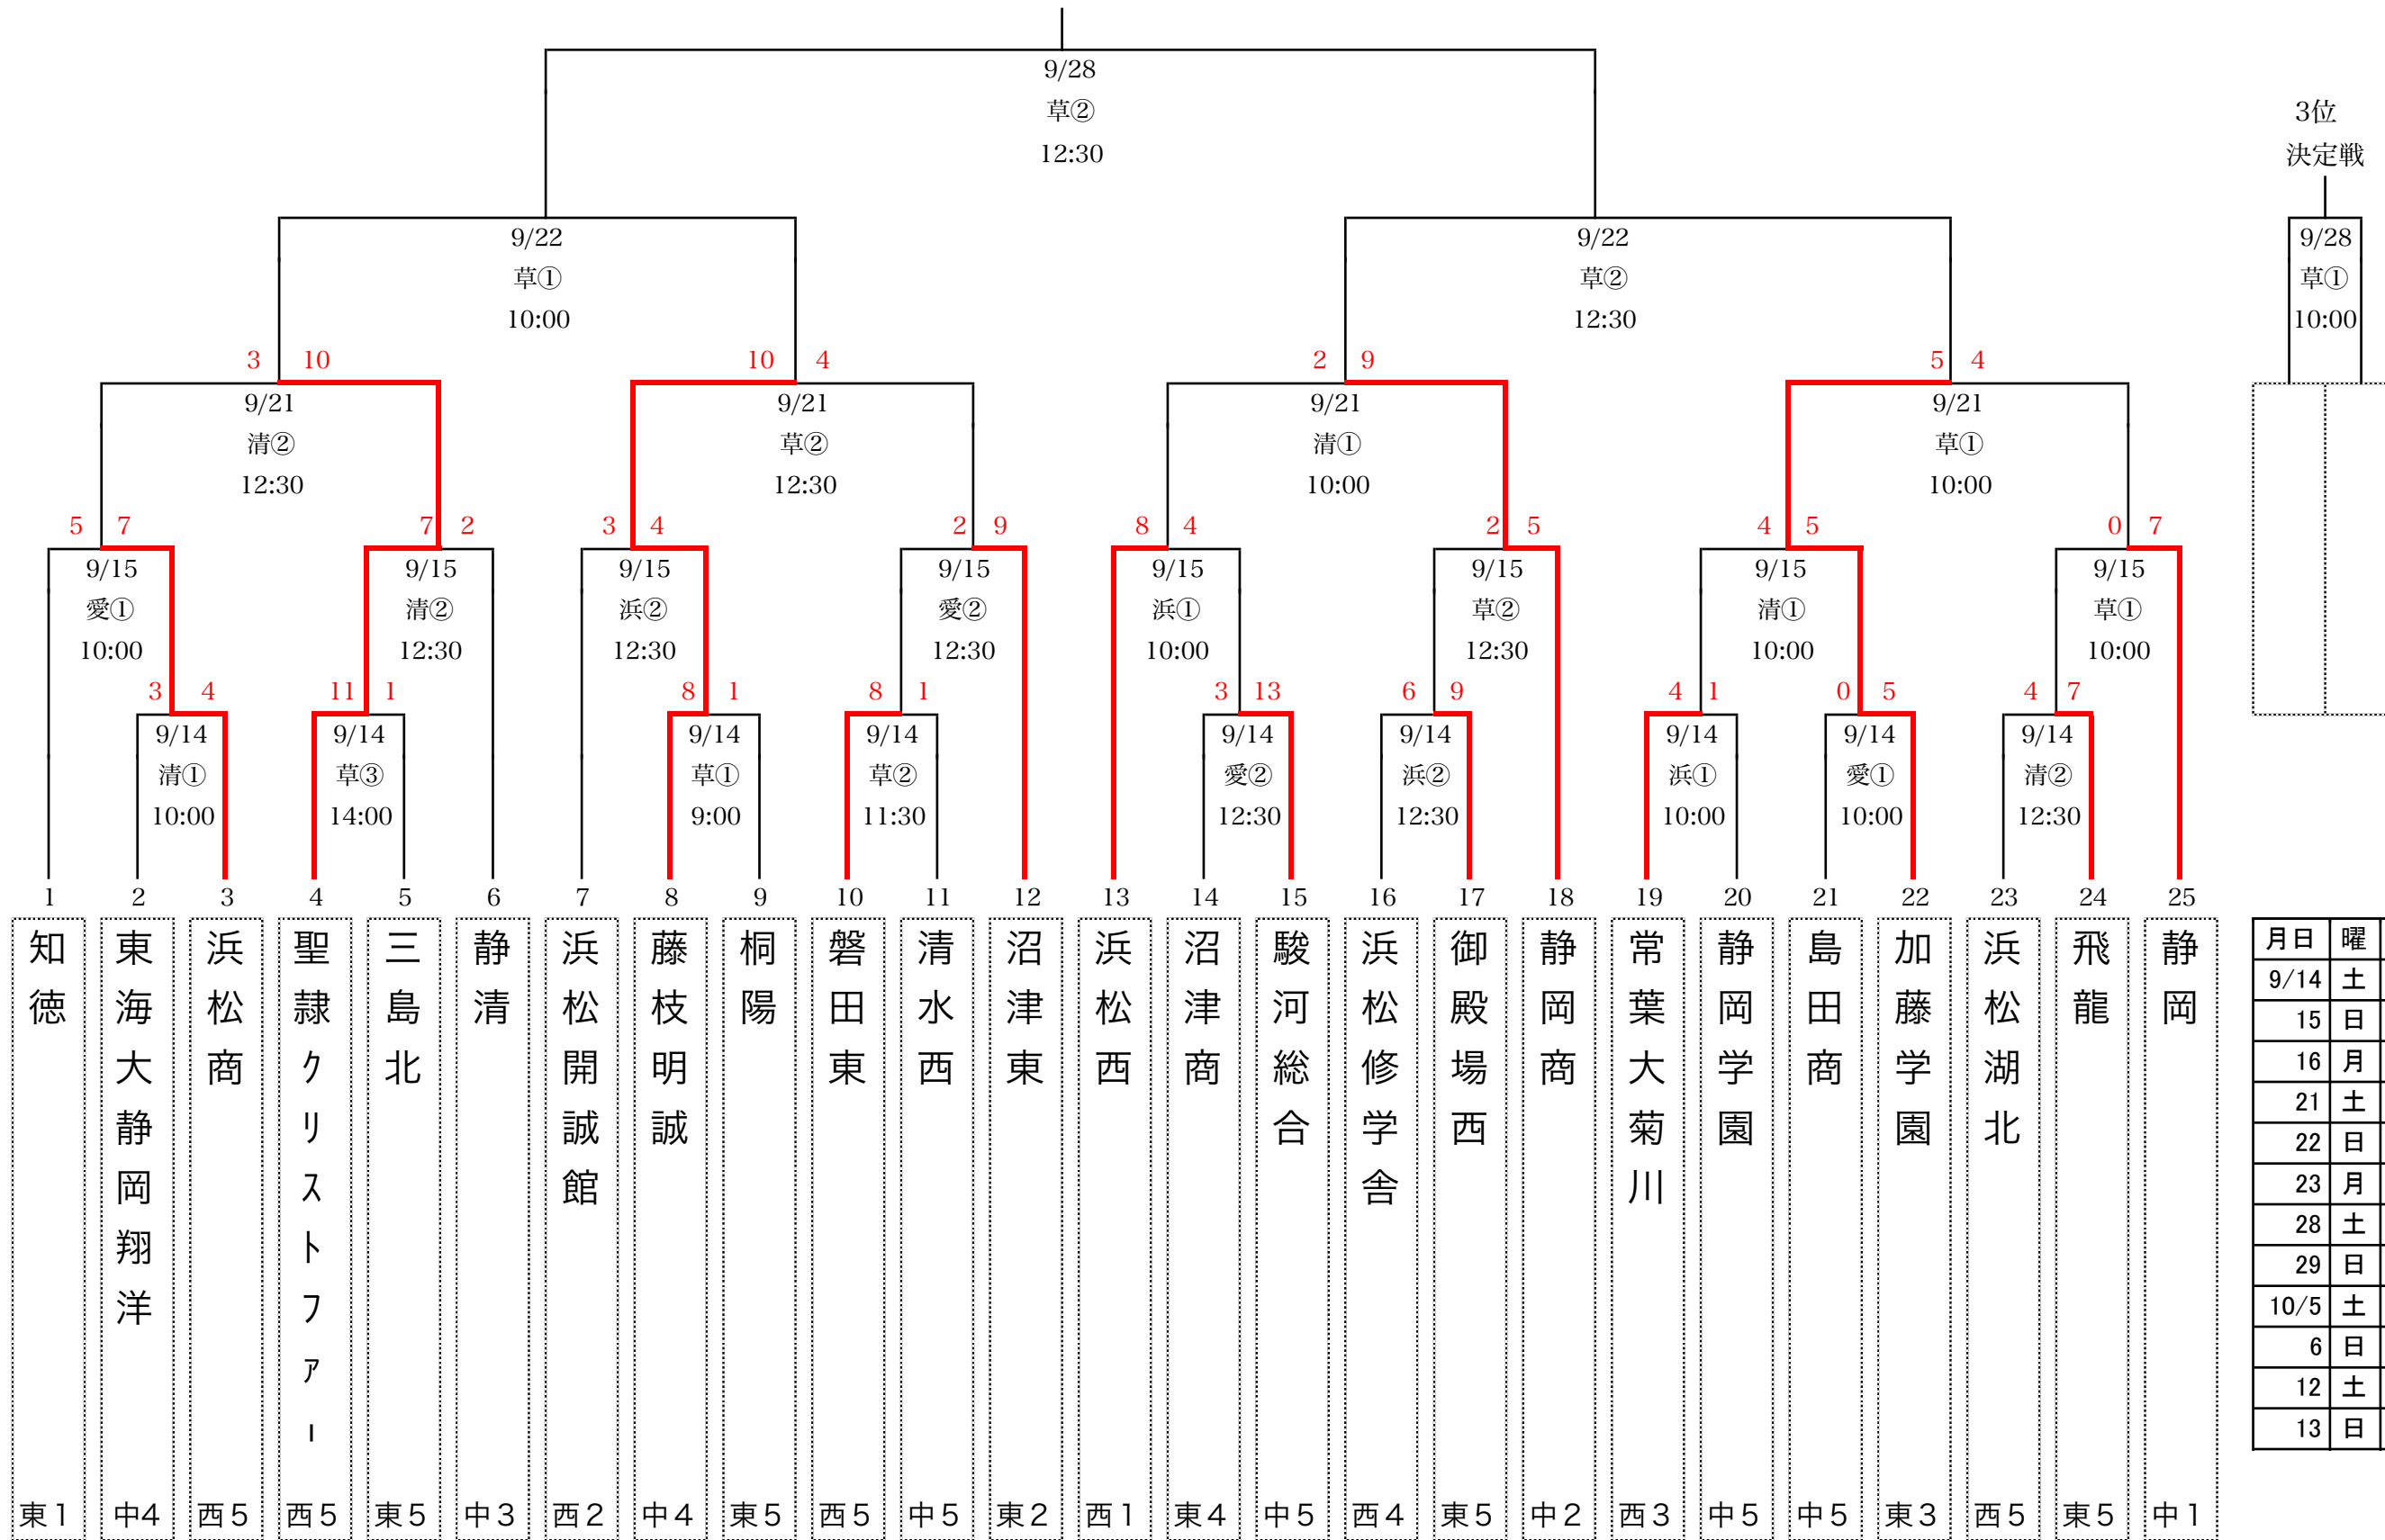 9/28
草②
12:30
3位
決定戦
9/22
草①
10:00
9/22
草②
12:30
9/28
草①
10:00
3 10
10 4
2 9
5 4
9/21
清②
12:30
9/21
草②
12:30
9/21
清①
10:00
9/21
草①
10:00
5 7
7 2
3 4
2 9
8 4
2 5
4 5
0 7
9/15
愛①
10:00
9/15
清②
12:30
9/15
浜②
12:30
9/15
愛②
12:30
9/15
浜①
10:00
9/15
草②
12:30
9/15
清①
10:00
9/15
草①
10:00
3 4
11 1
8 1
8 1
3 13
6 9
4 1
0 5
4 7
9/14
清①
10:00
9/14
草③
14:00
9/14
草①
9:00
9/14
草②
11:30
9/14
愛②
12:30
9/14
浜②
12:30
9/14
浜①
10:00
9/14
愛①
10:00
9/14
清②
12:30
1 2 3 4 5 6 7 8 9 10 11 12 13 14 15 16 17 18 19 20 21 22 23 24 25
知徳
東海大静岡翔洋
浜松商
聖隷ｸﾘｽﾄﾌｧｰ
三島北
静清
浜松開誠館
藤枝明誠
桐陽
磐田東
清水西
沼津東
浜松西
沼津商
駿河総合
浜松修学舎
御殿場西
静岡商
常葉大菊川
静岡学園
島田商
加藤学園
浜松湖北
飛龍
静岡
東1 中4 西5 西5 東5 中3 西2 中4 東5 西5 中5 東2 西1 東4 中5 西4 東5 中2 西3 中5 中5 東3 西5 東5 中1
月日 曜
9/14 土
15 日
16 月
21 土
22 日
23 月
28 土
29 日
10/5 土
6 日
12 土
13 日